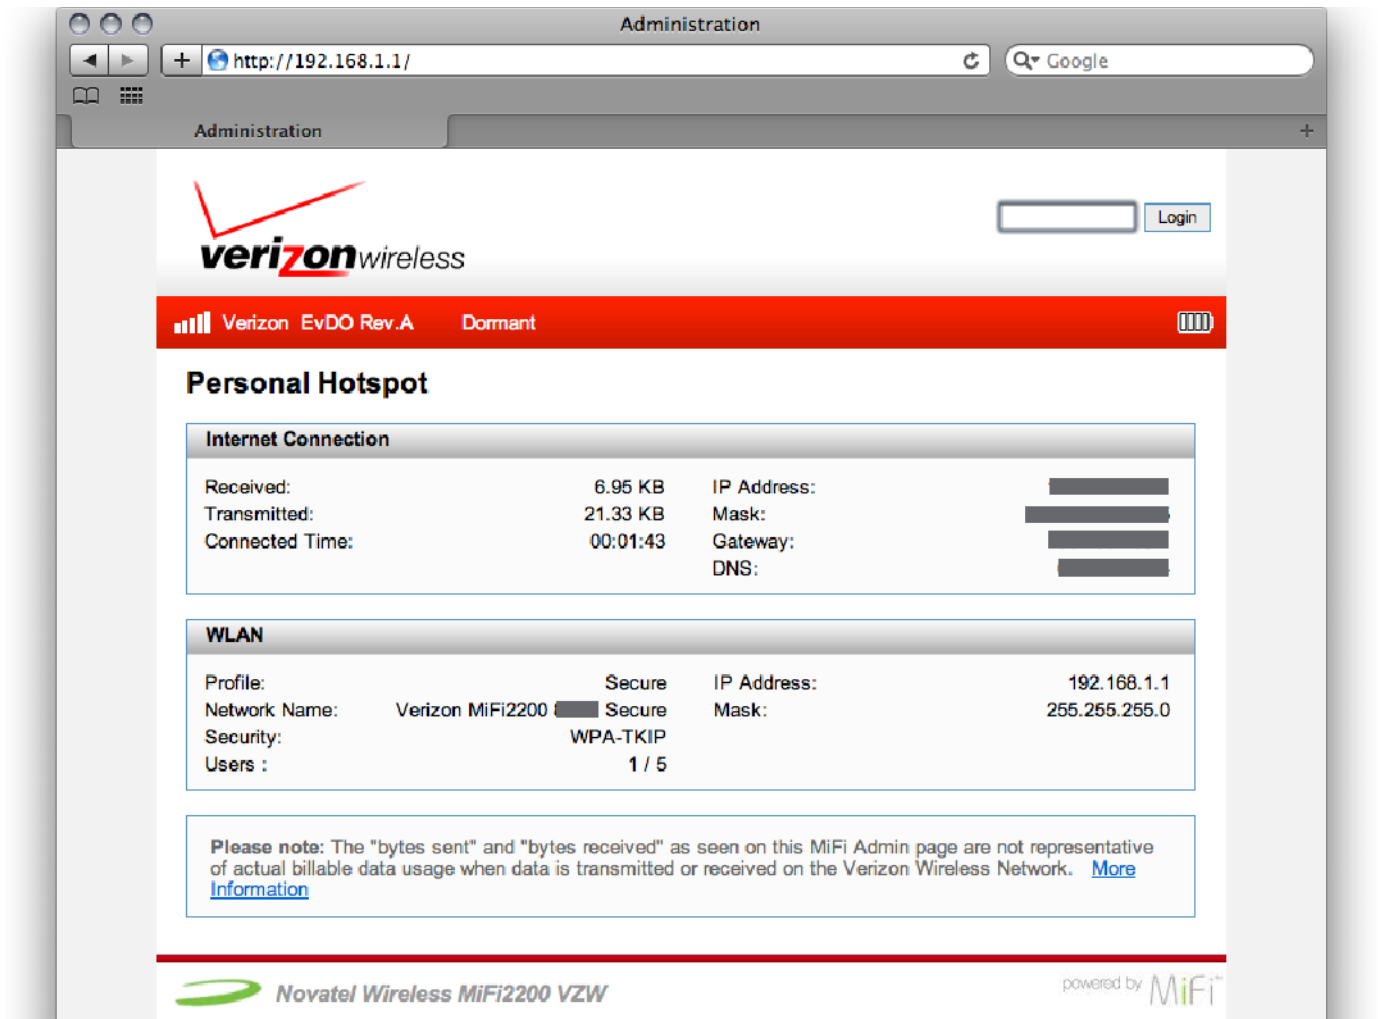 Administration
http://192.168.1.1/
Google
Administration
verizonwireless
Login
Verizon EvDO Rev.A Dormant
Personal Hotspot
Internet Connection
Received: 6.95 KB IP Address:
Transmitted: 21.33 KB Mask:
Connected Time: 00:01:43 Gateway:
DNS:
WLAN
Profile: Secure IP Address: 192.168.1.1
Network Name: Verizon MiFi2200 Secure Mask: 255.255.255.0
Security: WPA-TKIP
Users : 1 / 5
Please note: The "bytes sent" and "bytes received" as seen on this MiFi Admin page are not representative
of actual billable data usage when data is transmitted or received on the Verizon Wireless Network. More
Information
Novatel Wireless MiFi2200 VZW
powered by MiFi™